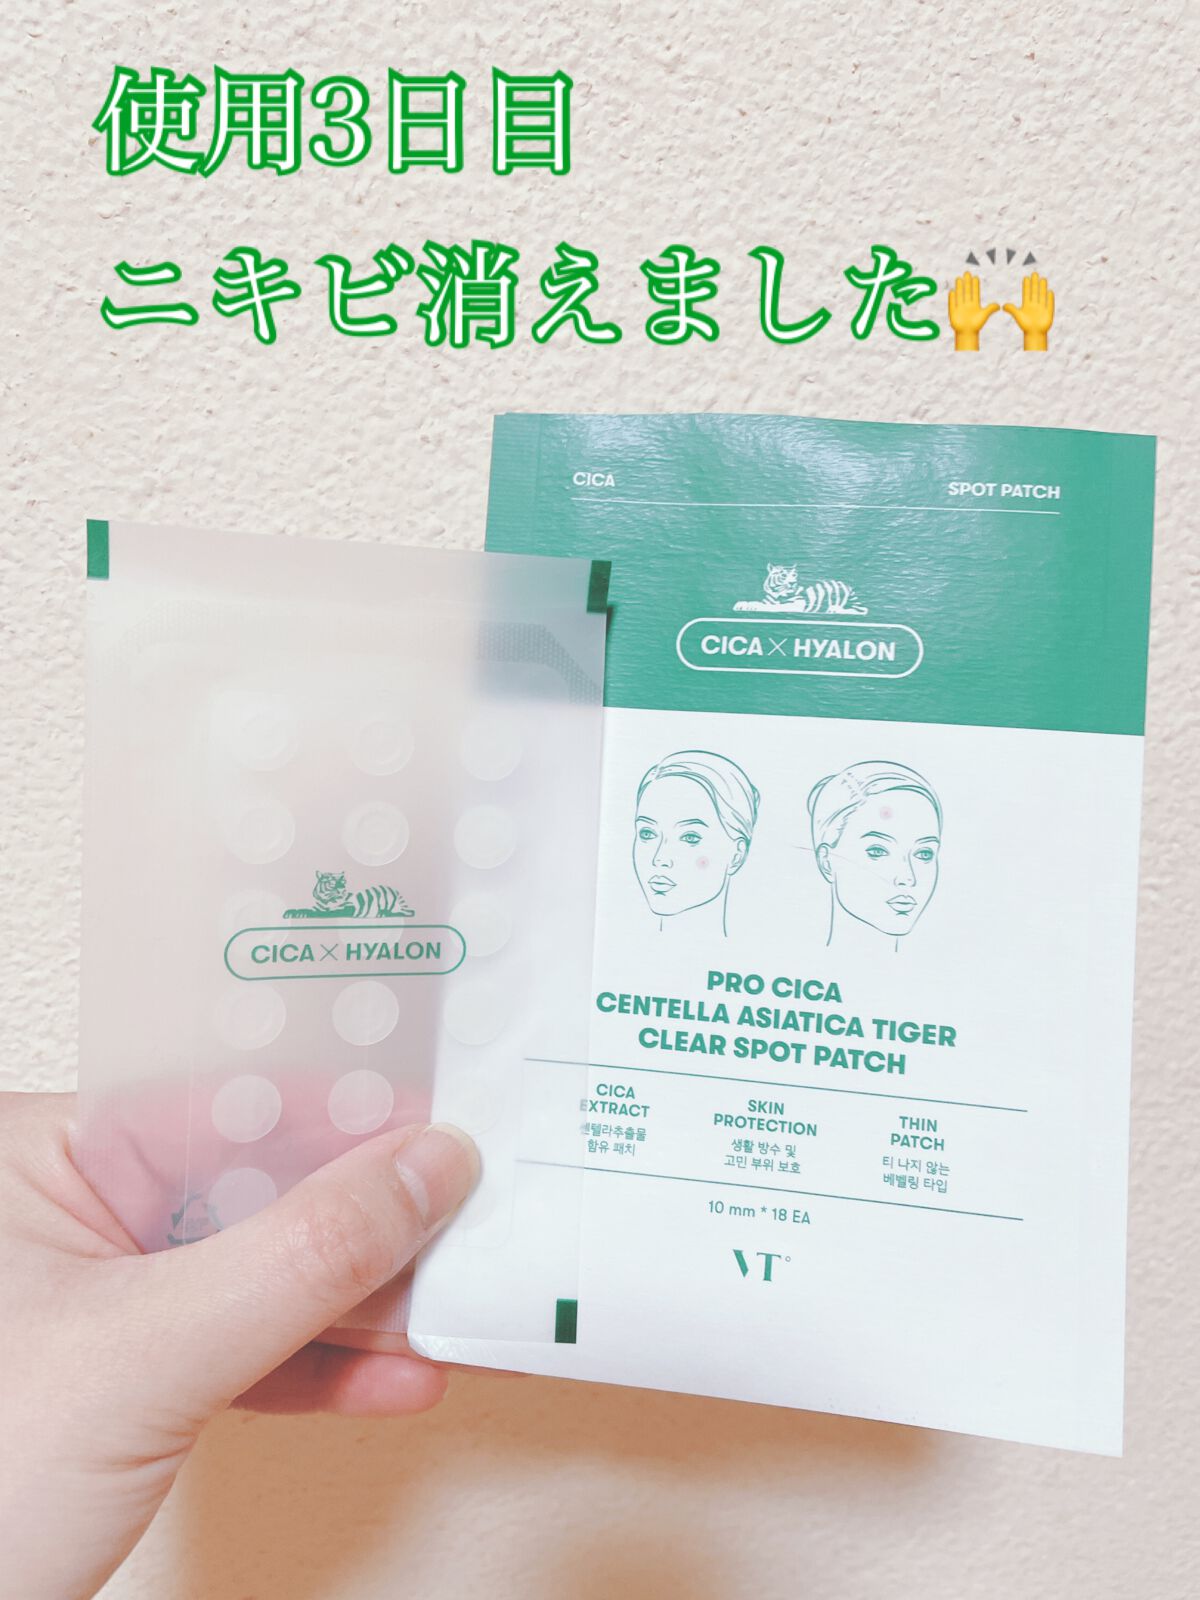 使用3日目
ニキビ消えました🙌
CICA
SPOT PATCH
CICA×HYALON
CICA×HYALON
PRO CICA
CENTELLA ASIATICA TIGER
CLEAR SPOT PATCH
CICA
EXTRACT
센텔라추출물
함유 패치
SKIN
PROTECTION
생활 방수 및
고민 부위 보호
THIN
PATCH
티 나지 않는
베벨링 타입
10 mm * 18 EA
VT